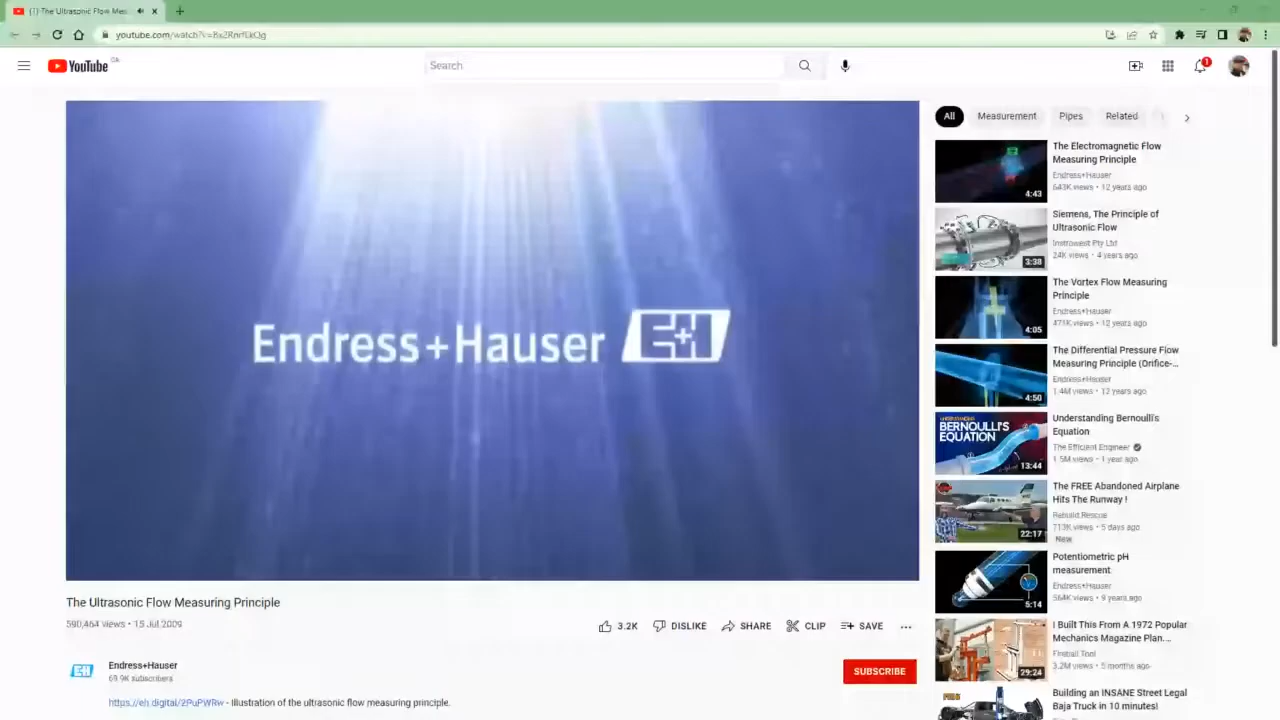 (1) The Ultrasonic Flow Mea
YouTube
Search
1
Endress+Hauser EH
All Measurement Pipes Related
The Electromagnetic Flow
Measuring Principle
Endress+Hauser
643K views • 12 years ago
4:43
Siemens, The Principle of
Ultrasonic Flow
Instrowest Pty Ltd
24K views • 4 years ago
3:38
The Vortex Flow Measuring
Principle
Endress+Hauser
471K views • 12 years ago
4:05
The Differential Pressure Flow
Measuring Principle (Orifice-...
Endress+Hauser
1.4M views • 12 years ago
4:50
UNDERSTANDING
BERNOULLI'S
EQUATION
13:44
Understanding Bernoulli's
Equation
The Efficient Engineer
1.5M views • 1 year ago
The FREE Abandoned Airplane
Hits The Runway !
Rebuild Rescue
713K views • 5 days ago
New
22:17
Potentiometric pH
measurement
Endress+Hauser
564K views • 9 years ago
5:14
I Built This From A 1972 Popular
Mechanics Magazine Plan....
Fireball Tool
3.2M views • 5 months ago
29:24
Building an INSANE Street Legal
Baja Truck in 10 minutes!
The Ultrasonic Flow Measuring Principle
590,464 views • 15 Jul 2009
3.2K DISLIKE SHARE CLIP SAVE ...
Endress+Hauser
69.9K subscribers
SUBSCRIBE
https://eh.digital/2PuPWRw - Illustration of the ultrasonic flow measuring principle.